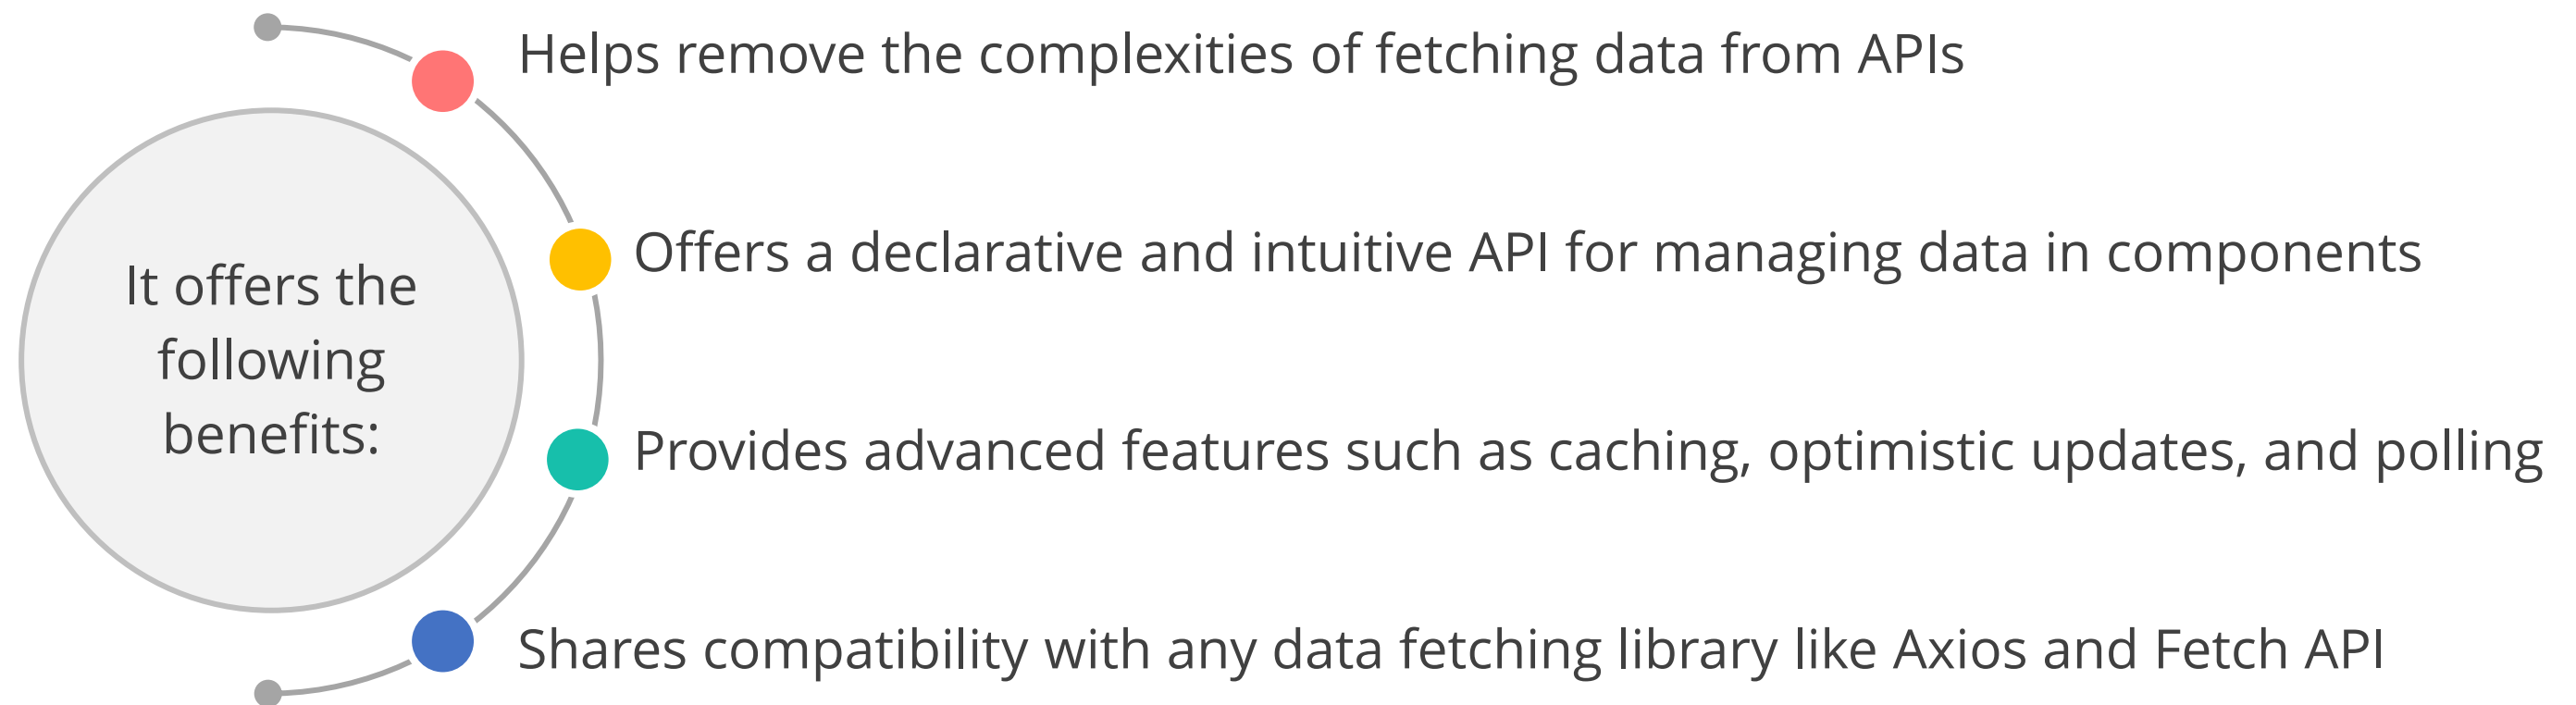 It offers the
following
benefits:
Helps remove the complexities of fetching data from APIs
Offers a declarative and intuitive API for managing data in components
Provides advanced features such as caching, optimistic updates, and polling
Shares compatibility with any data fetching library like Axios and Fetch API